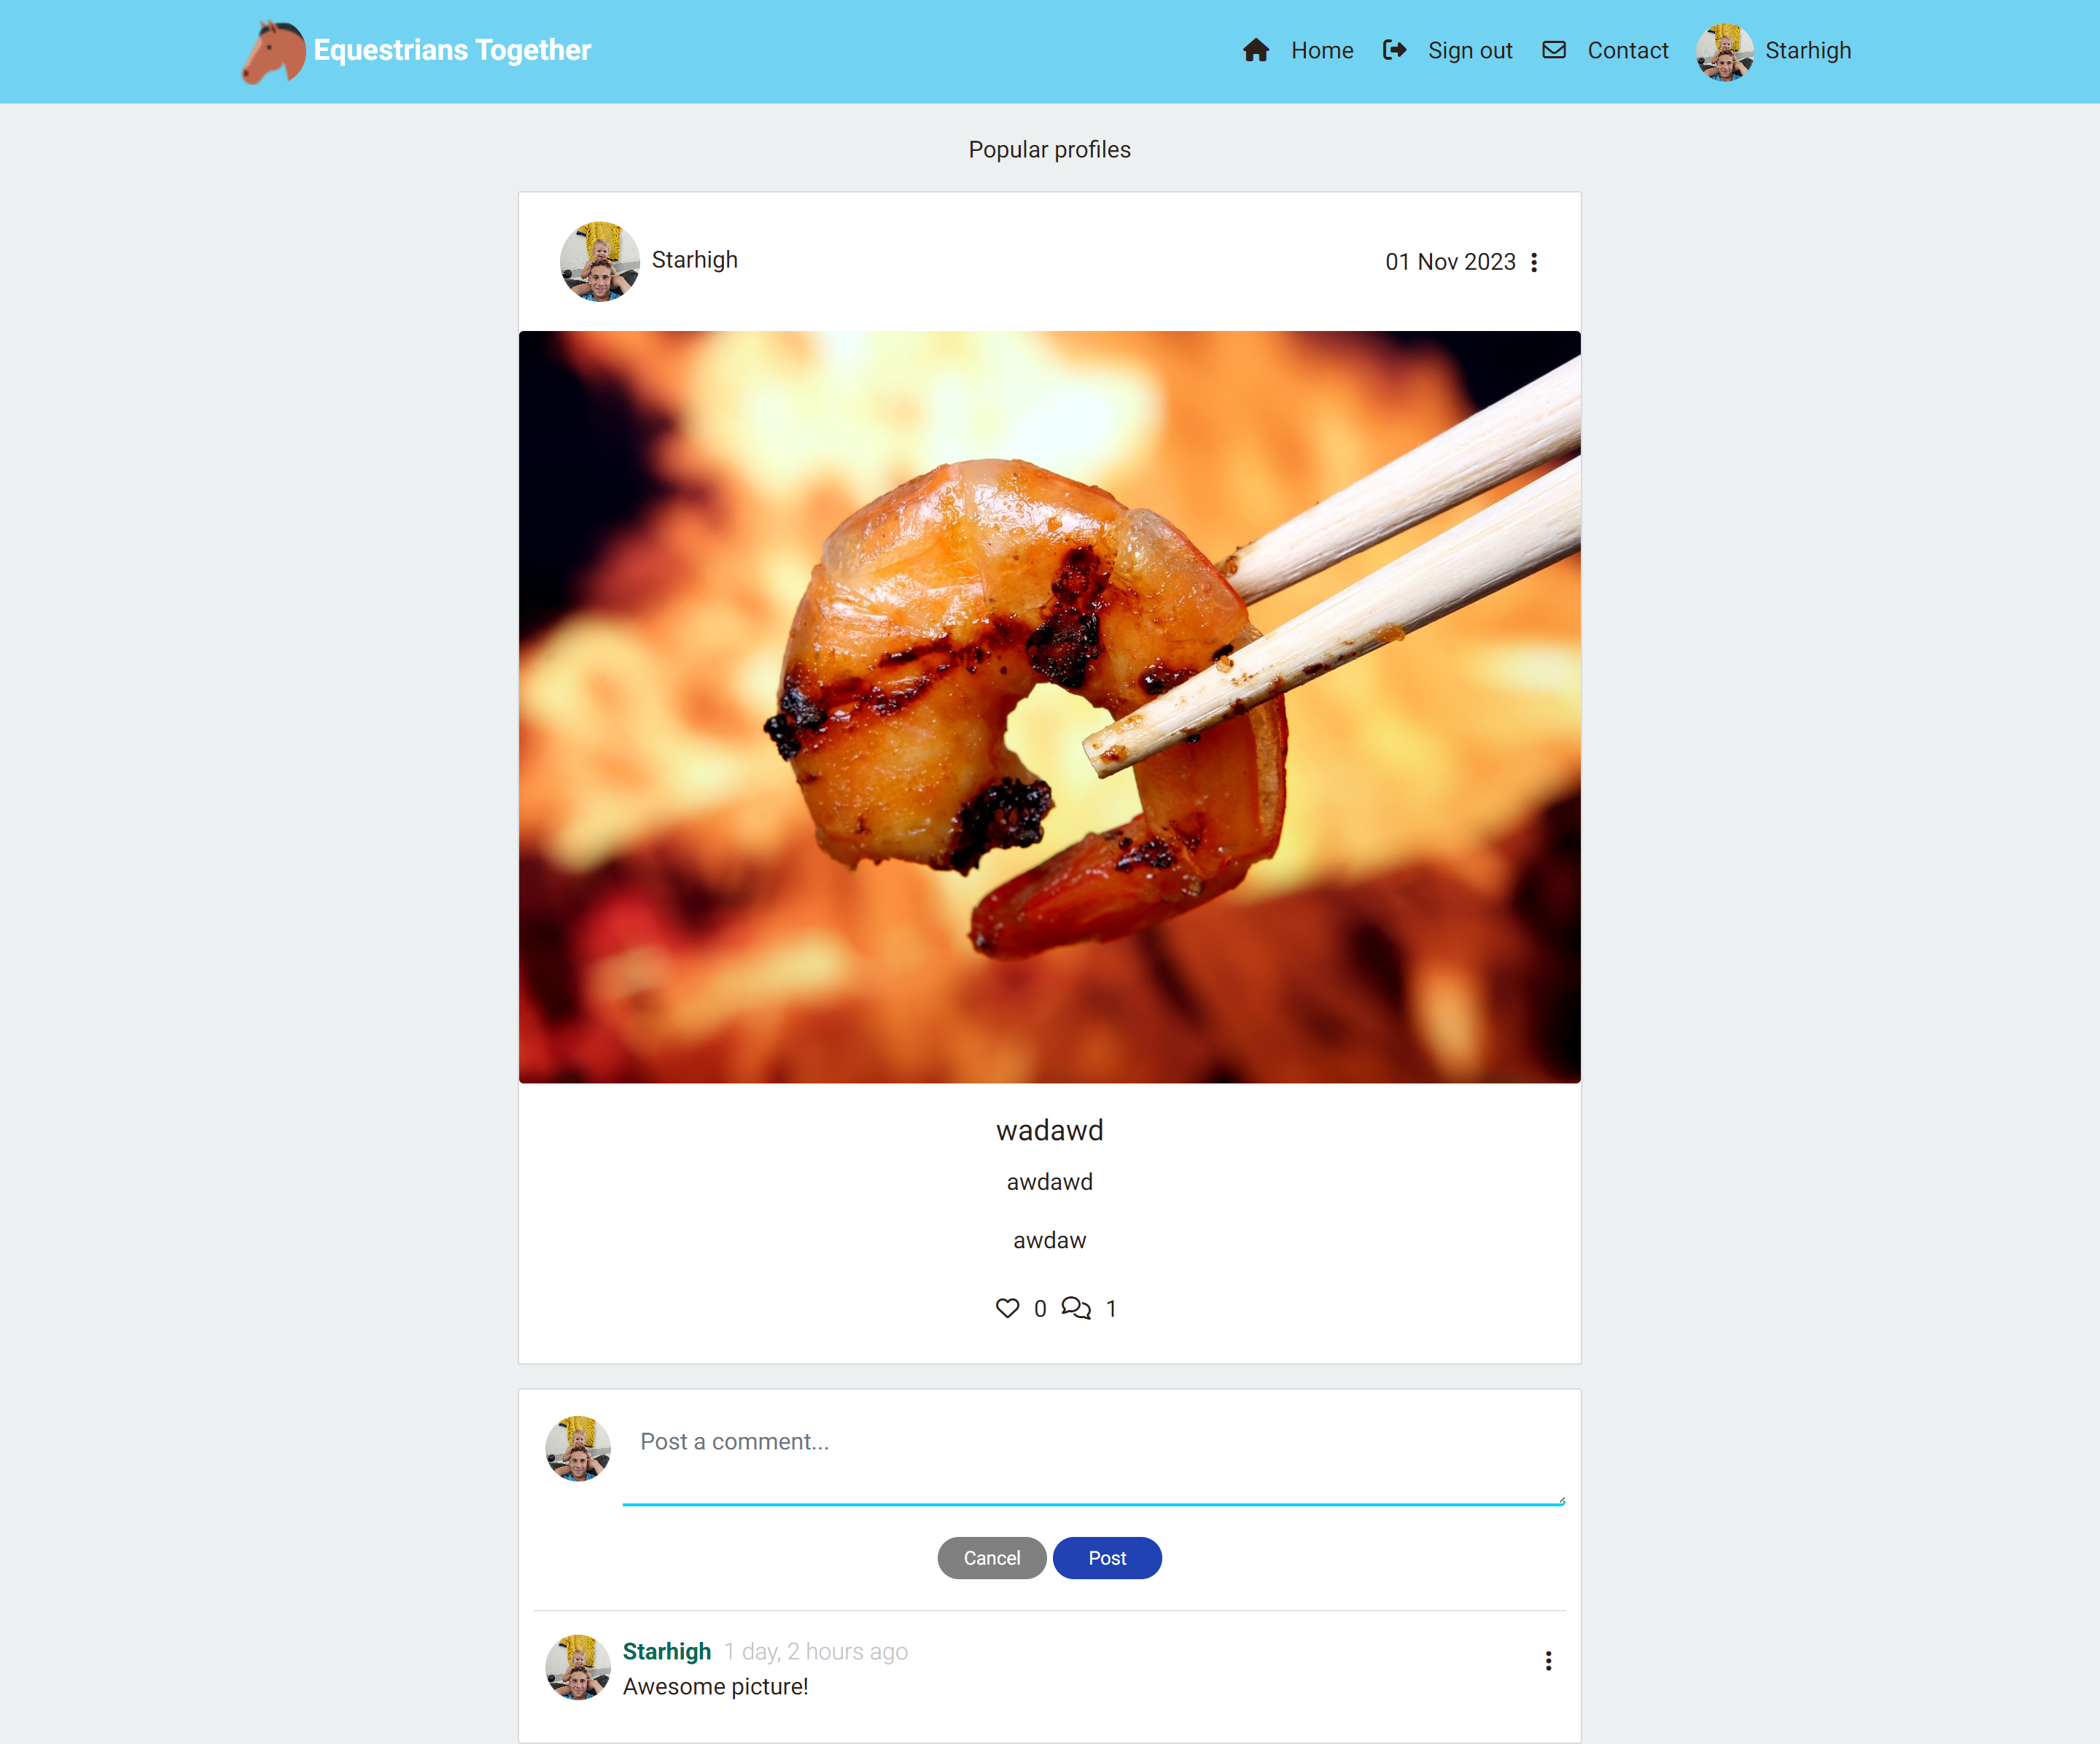 Equestrians Together
Home Sign out Contact Starhigh
Popular profiles
Starhigh
01 Nov 2023
wadawd
awdawd
awdaw
0 1
Post a comment...
Cancel Post
Starhigh 1 day, 2 hours ago
Awesome picture!